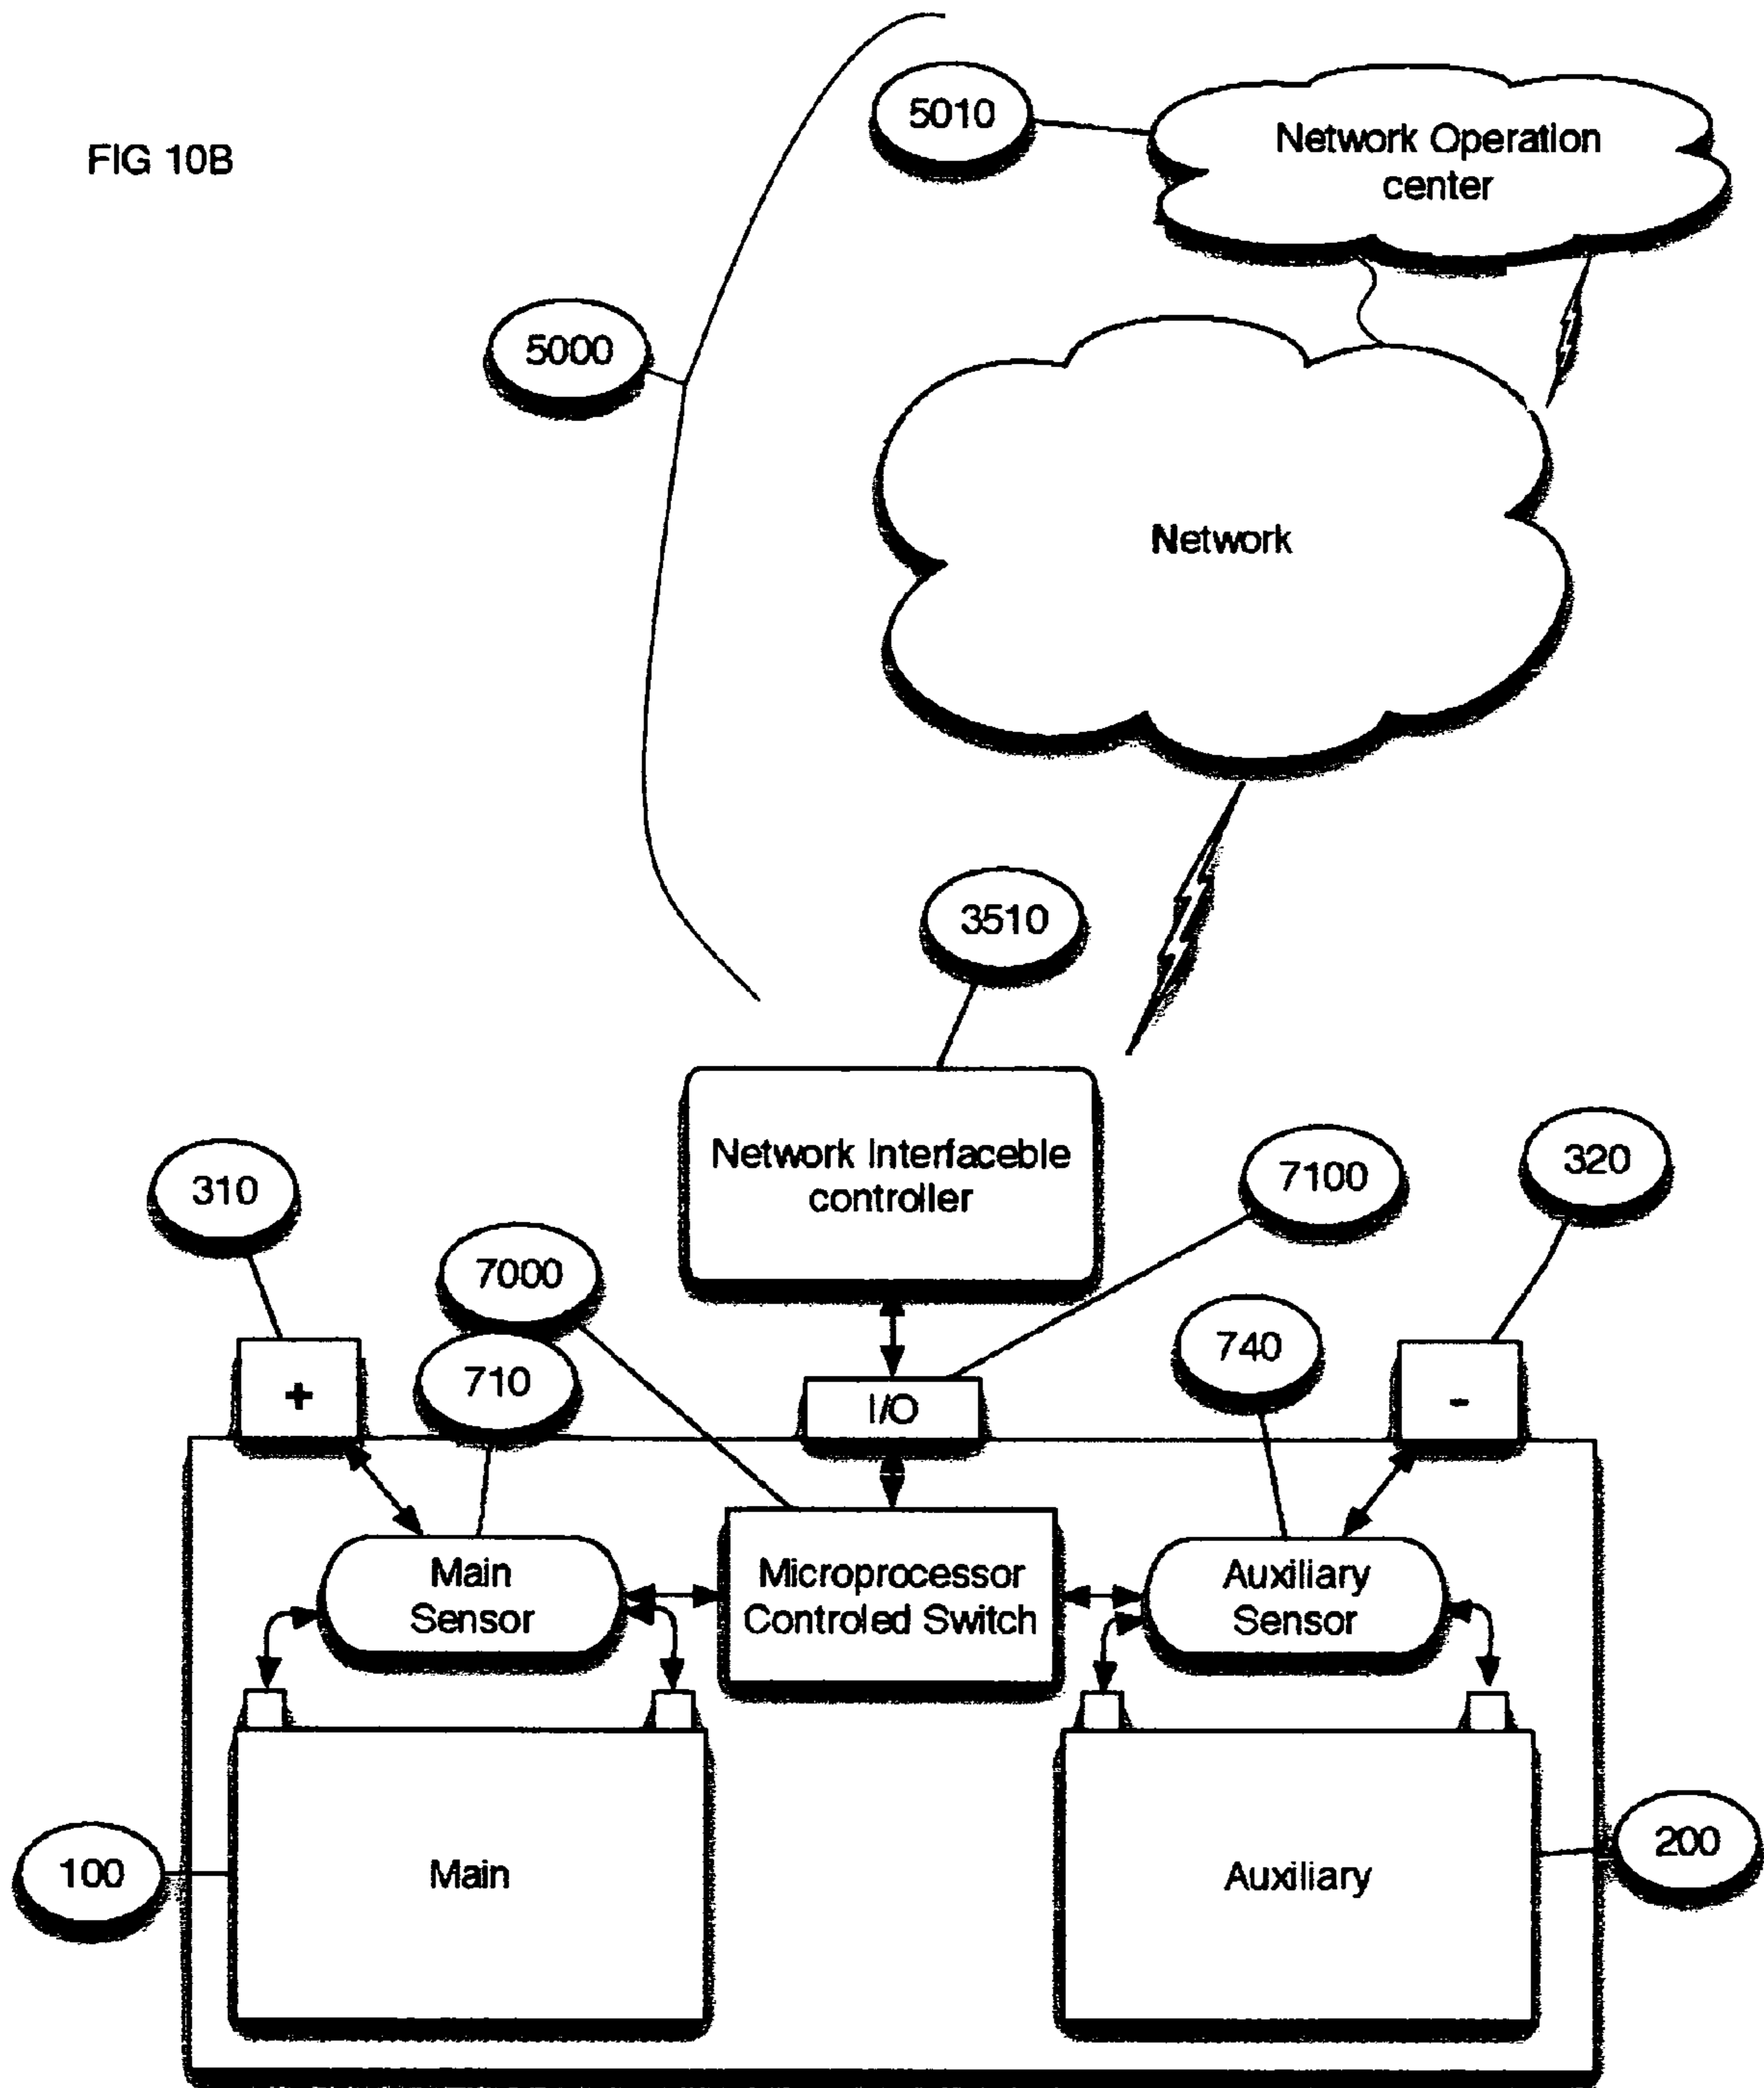 FIG 10B
5010
Network Operation
center
5000
Network
3510
Network Interfaceble
controller
310
7000
710
7100
740
320
+
I/O
-
Main
Sensor
Microprocessor
Controled Switch
Auxiliary
Sensor
100
Main
Auxiliary
200